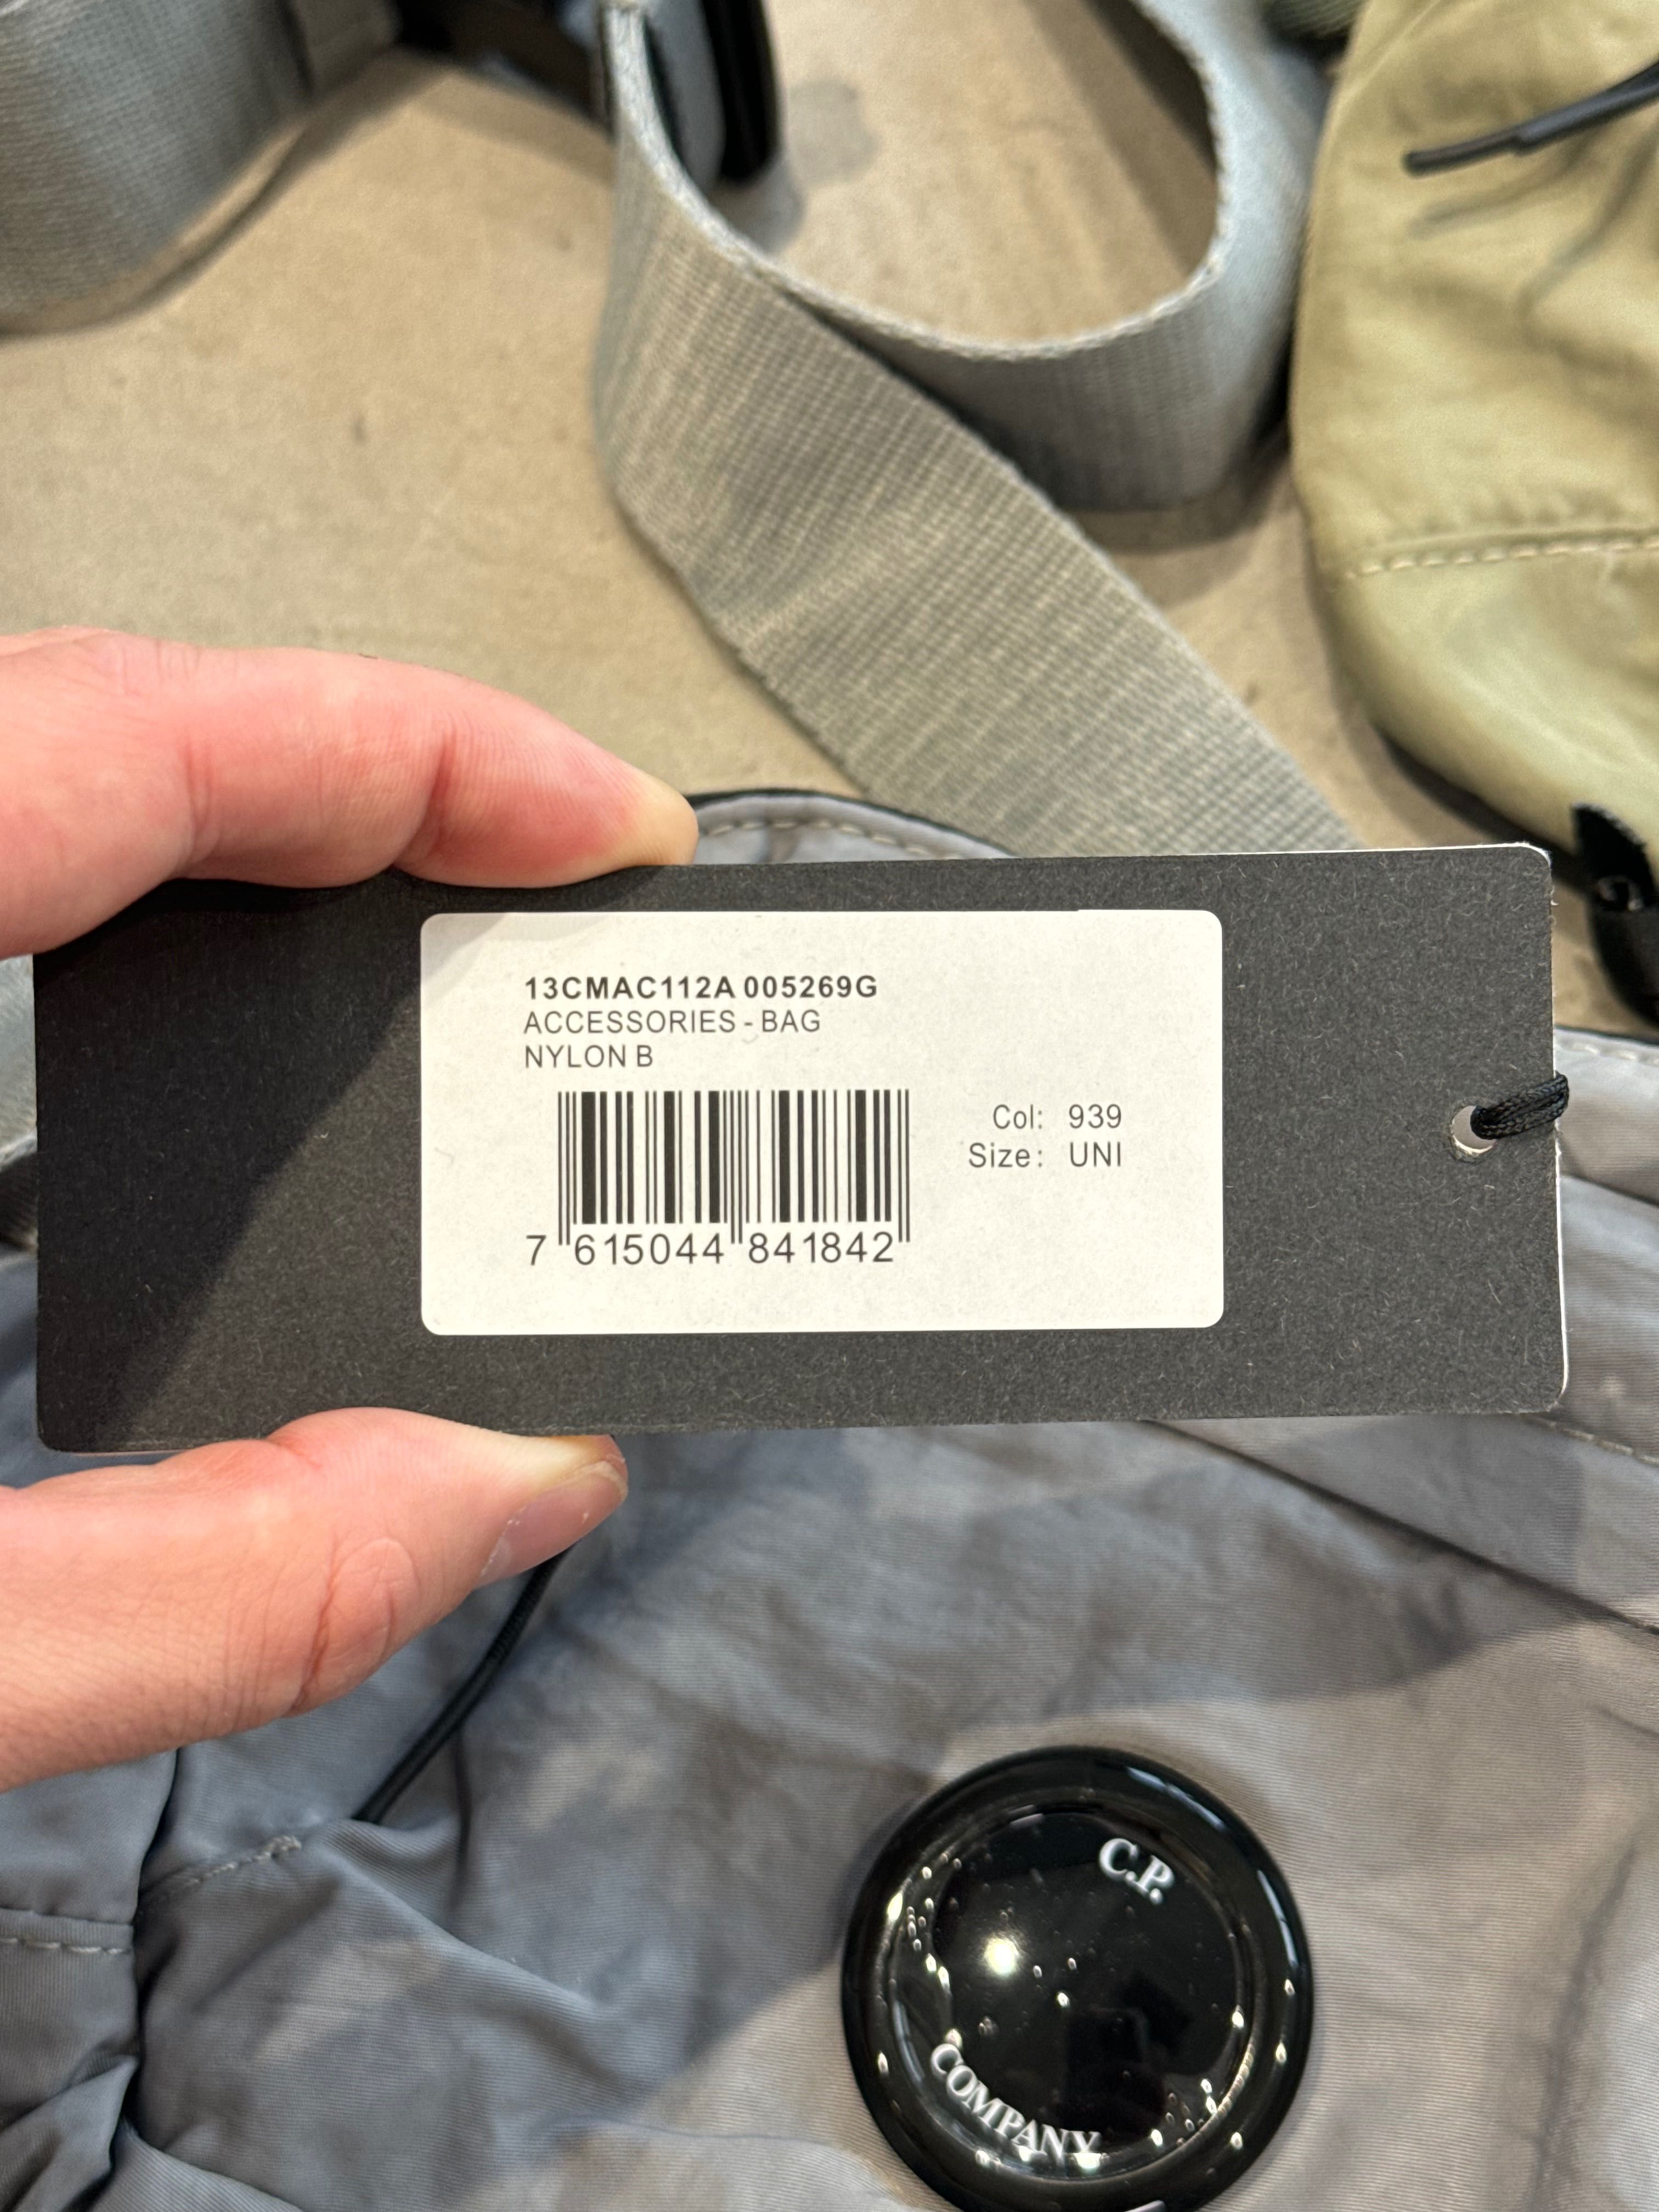 13CMAC112A 005269G
ACCESSORIES - BAG
NYLON B
Col: 939
Size: UNI
7 615044 841842
C.P.
COMPANY